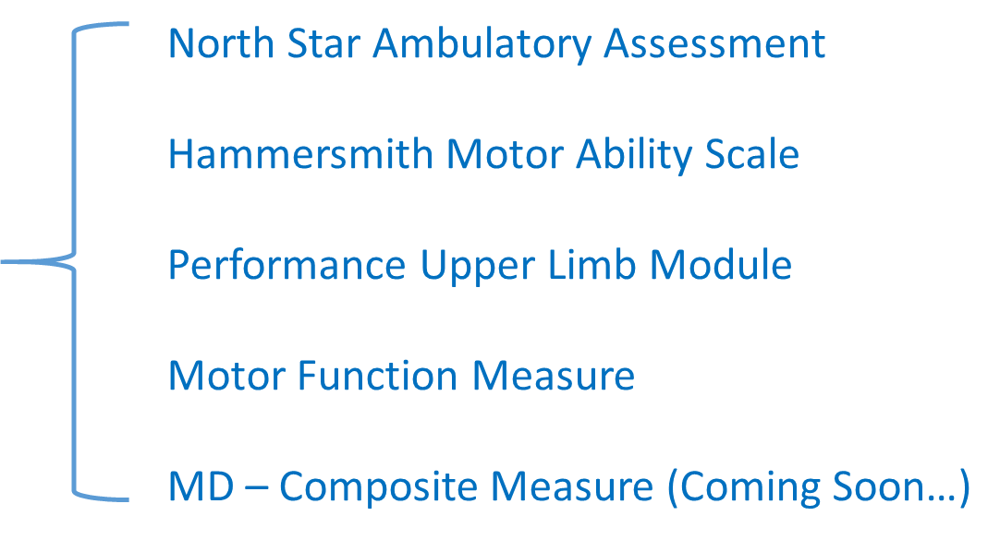 North Star Ambulatory Assessment
Hammersmith Motor Ability Scale
Performance Upper Limb Module
Motor Function Measure
MD – Composite Measure (Coming Soon…)